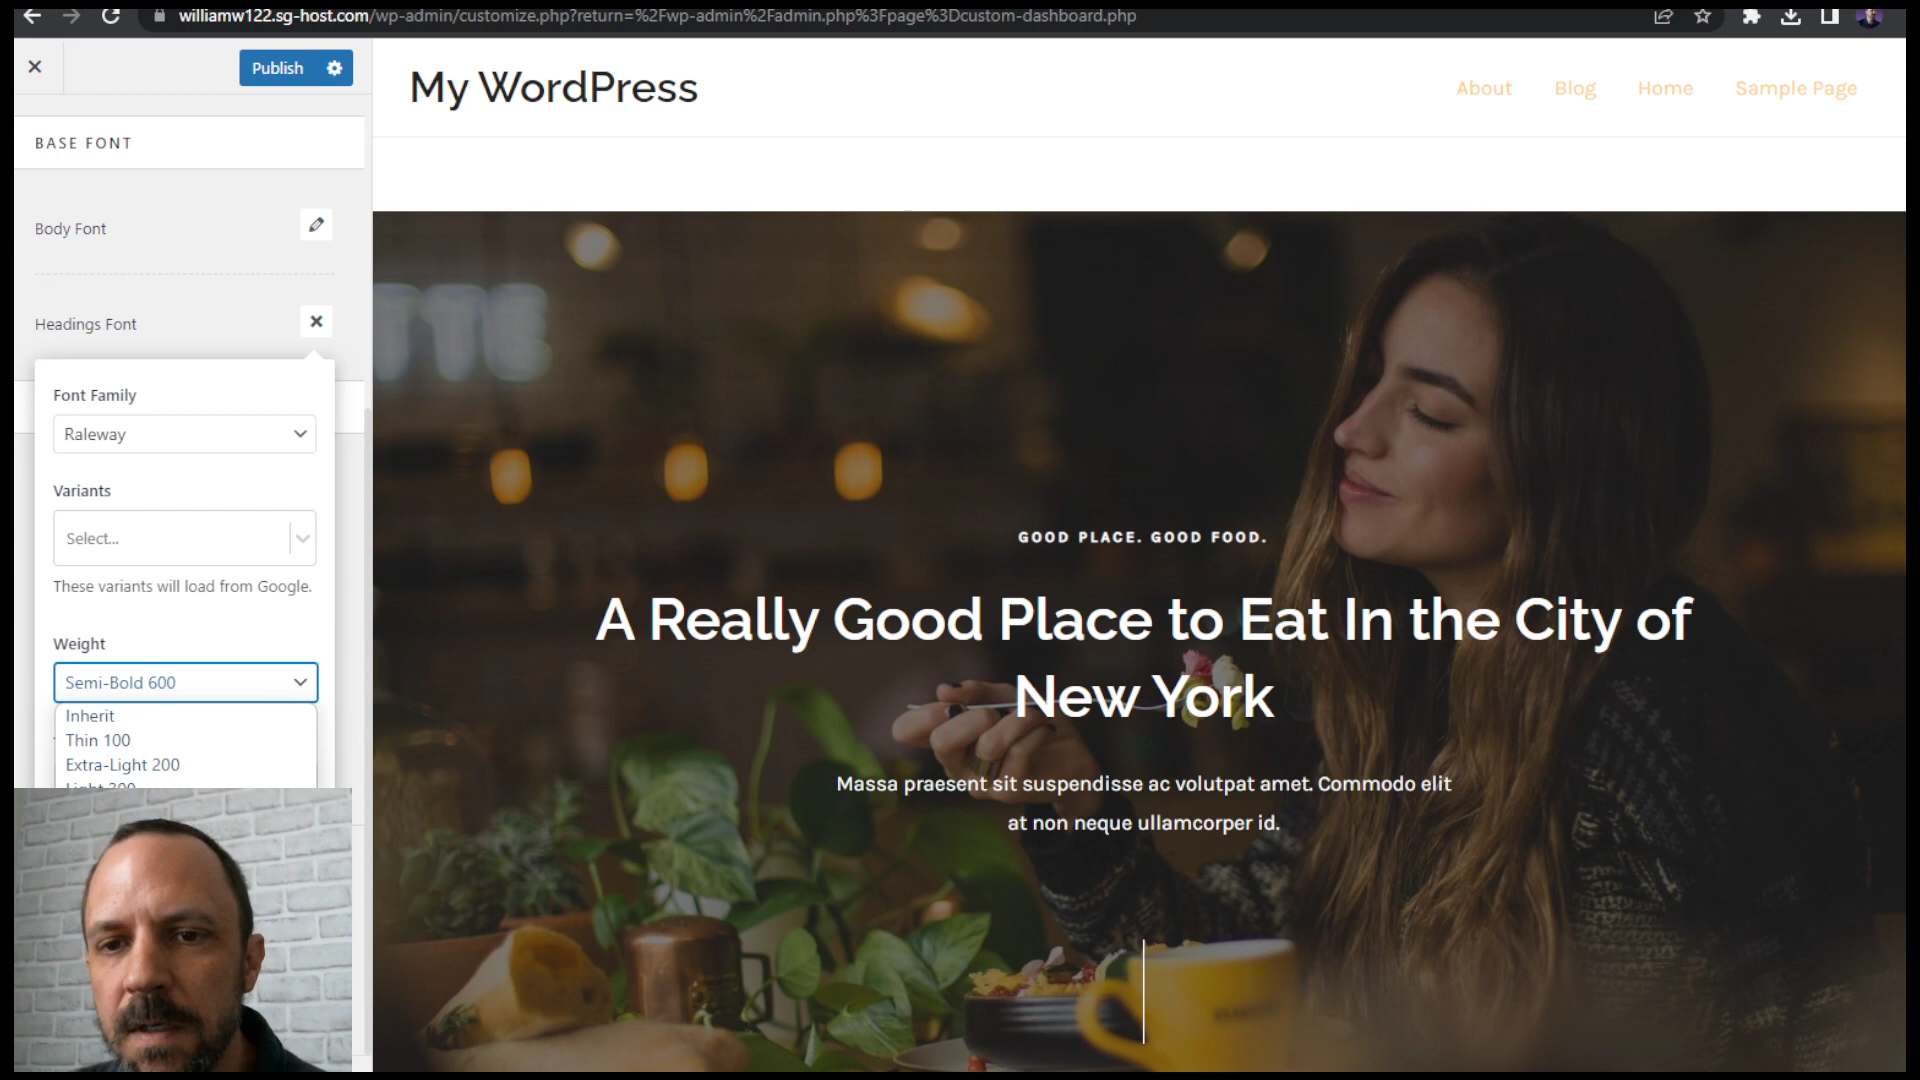 williamw122.sg-host.com/wp-admin/customize.php?return=%2Fwp-admin%2Fadmin.php%3Fpage%3Dcustom-dashboard.php
Publish
BASE FONT
Body Font
Headings Font
Font Family
Raleway
Variants
Select...
These variants will load from Google.
Weight
Semi-Bold 600
Inherit
Thin 100
Extra-Light 200
My WordPress
About Blog Home Sample Page
GOOD PLACE. GOOD FOOD.
A Really Good Place to Eat In the City of
New York
Massa praesent sit suspendisse ac volutpat amet. Commodo elit
at non neque ullamcorper id.